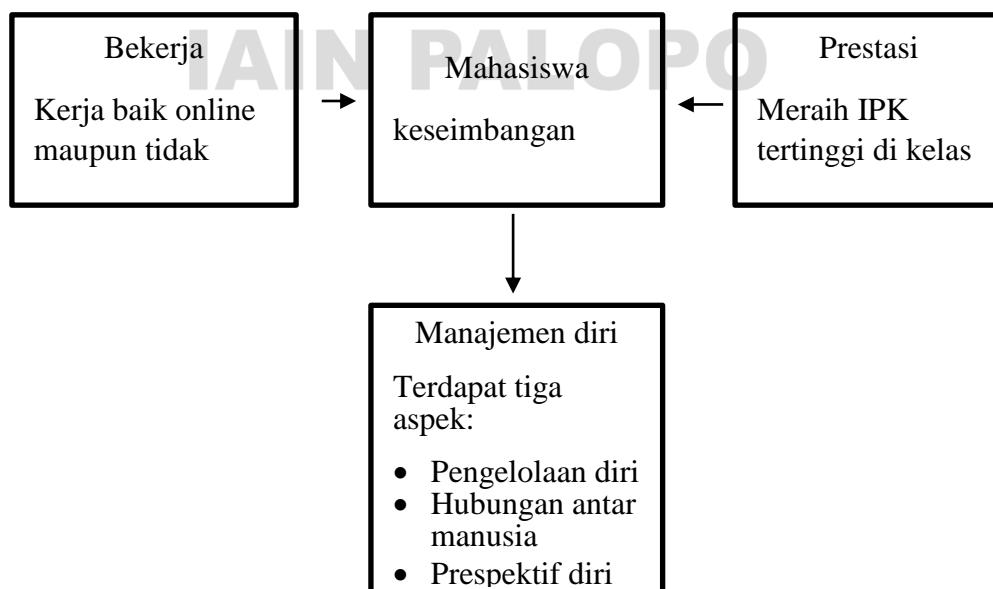 IAIN PALOPO
Bekerja
Kerja baik online
maupun tidak
Mahasiswa
keseimbangan
Prestasi
Meraih IPK
tertinggi di kelas
Manajemen diri
Terdapat tiga
aspek:
• Pengelolaan diri
• Hubungan antar
manusia
• Prespektif diri